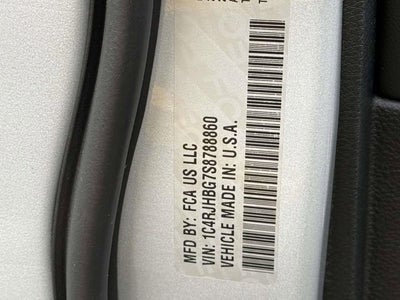 MFD BY: FCA US LLC
VIN: 1C4RJHBG7S8788860
VEHICLE MADE IN: U.S.A.